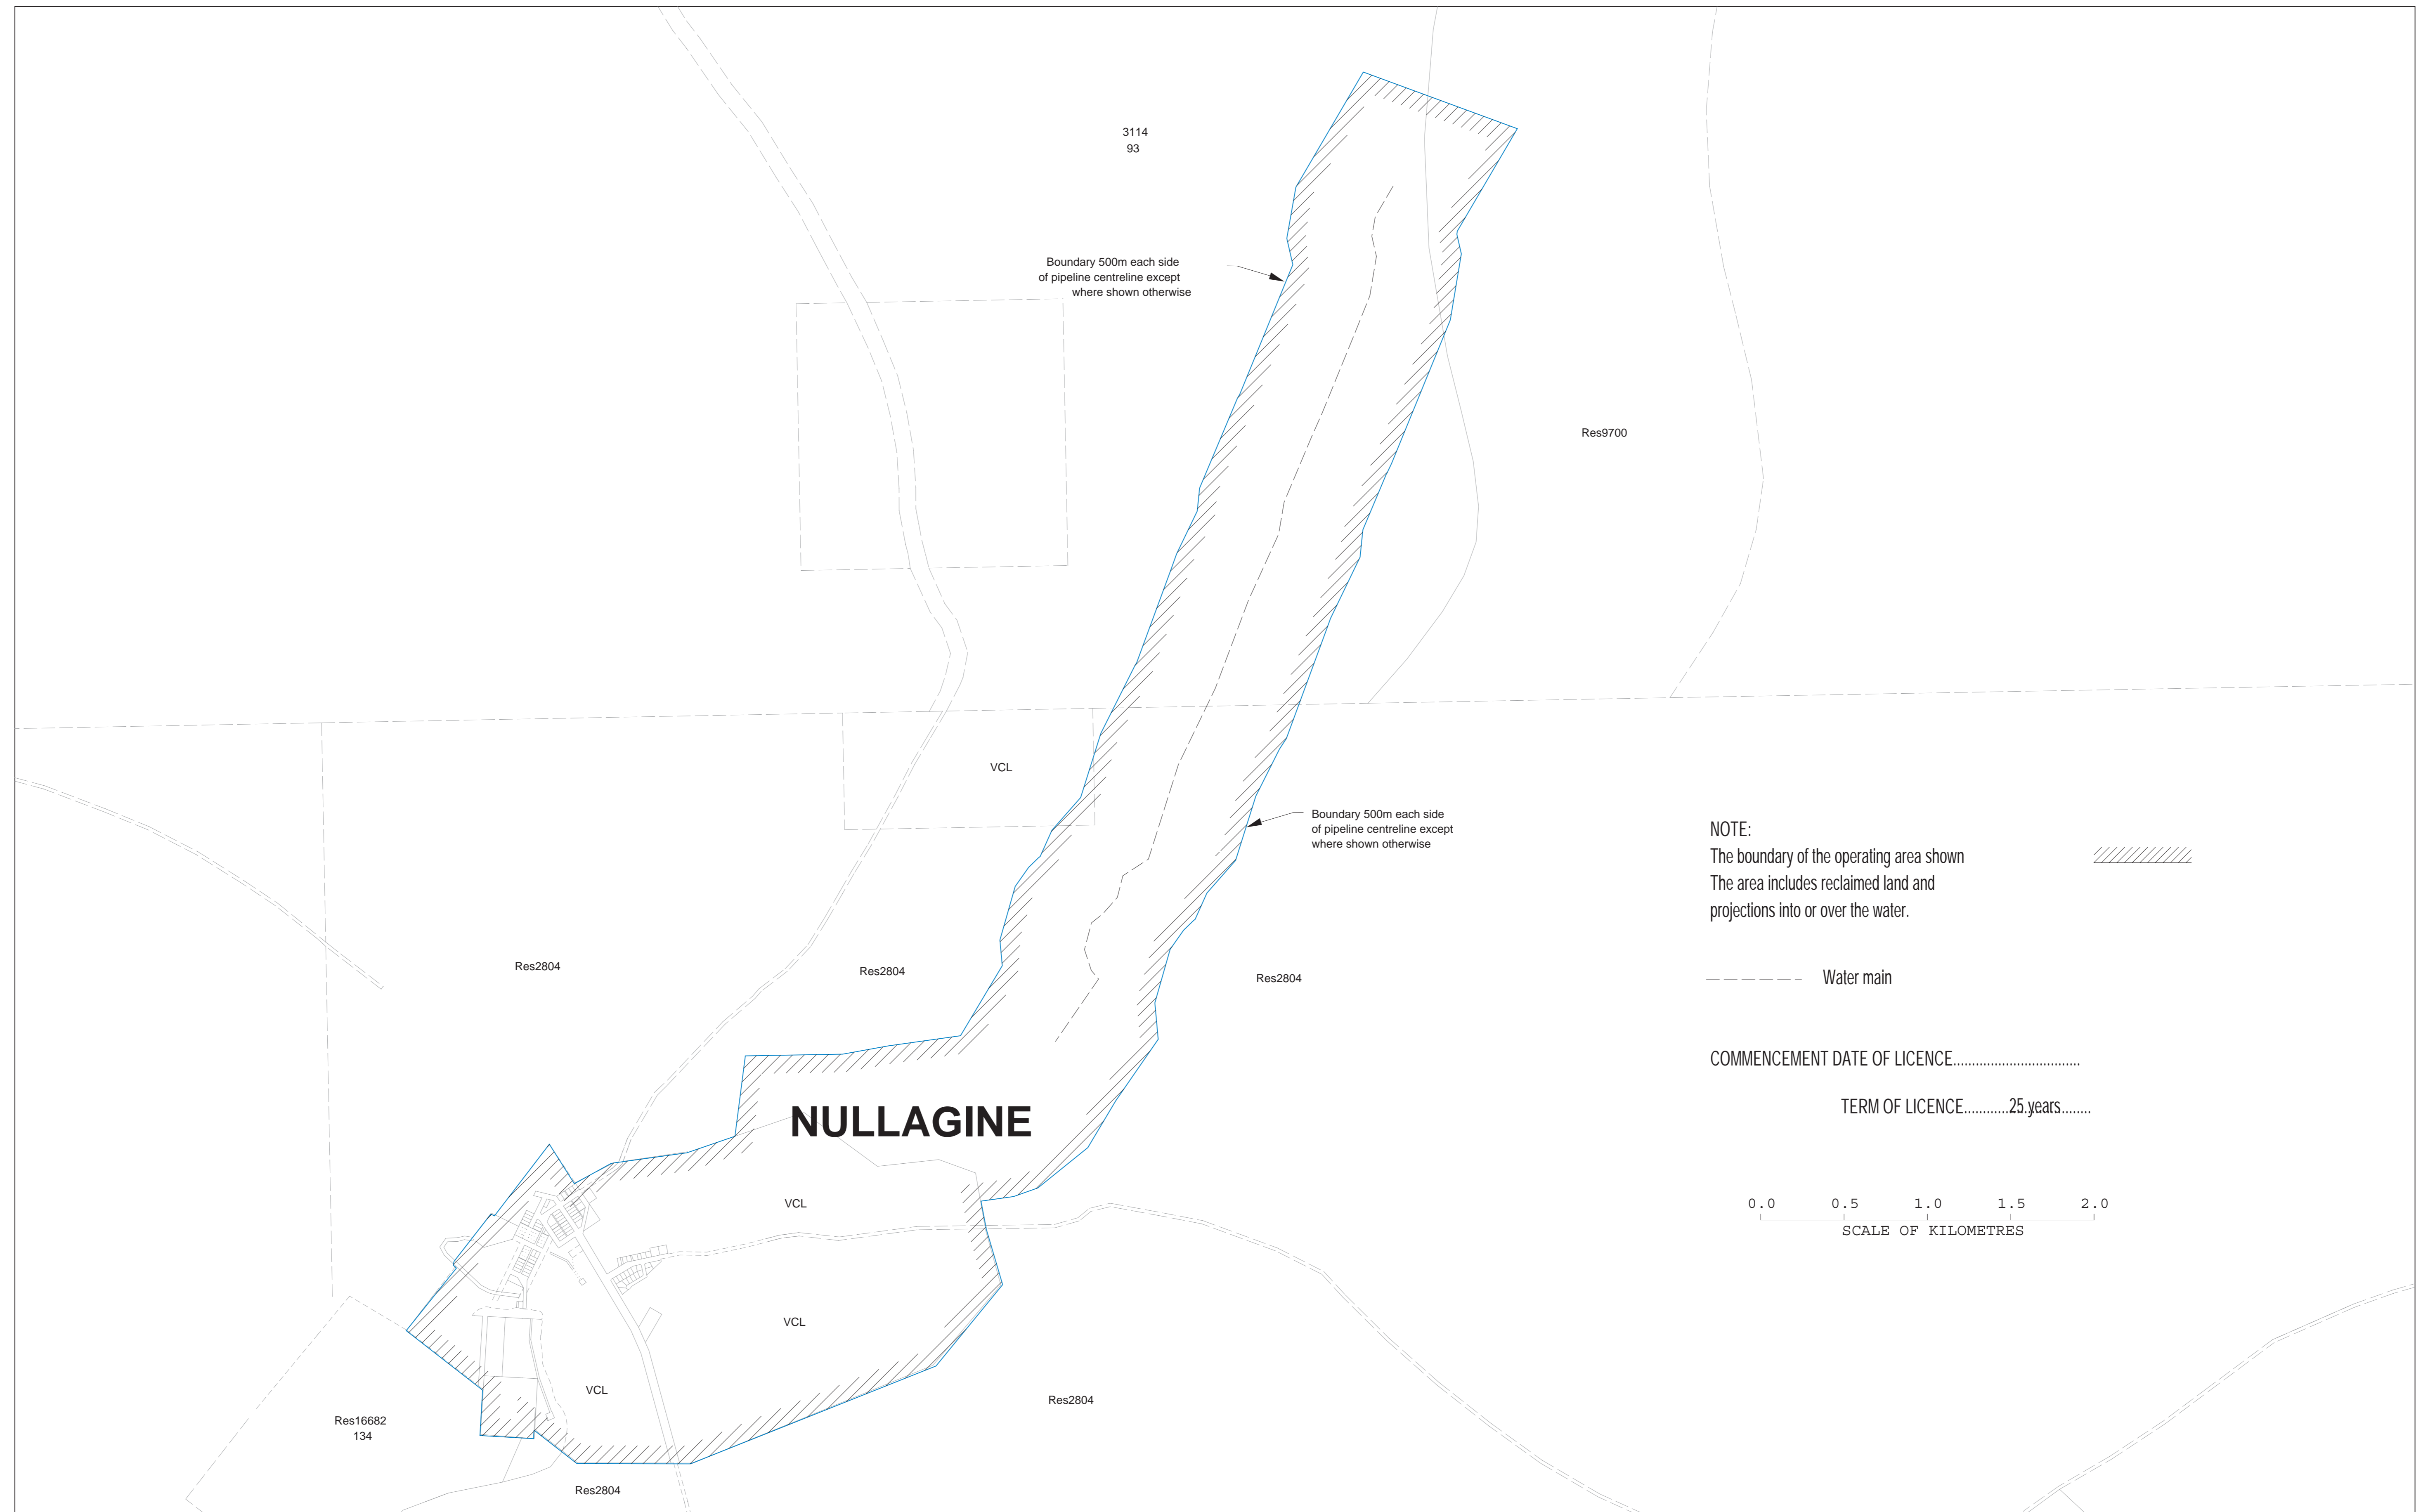 3114
93
Boundary 500m each side
of pipeline centreline except
where shown otherwise
Res9700
VCL
Boundary 500m each side
of pipeline centreline except
where shown otherwise
NOTE:
The boundary of the operating area shown
The area includes reclaimed land and
projections into or over the water.
Res2804
Res2804
Res2804
Water main
COMMENCEMENT DATE OF LICENCE..................................
TERM OF LICENCE............25 years........
NULLAGINE
VCL
0.0 0.5 1.0 1.5 2.0
SCALE OF KILOMETRES
VCL
VCL
Res2804
Res16682
134
Res2804